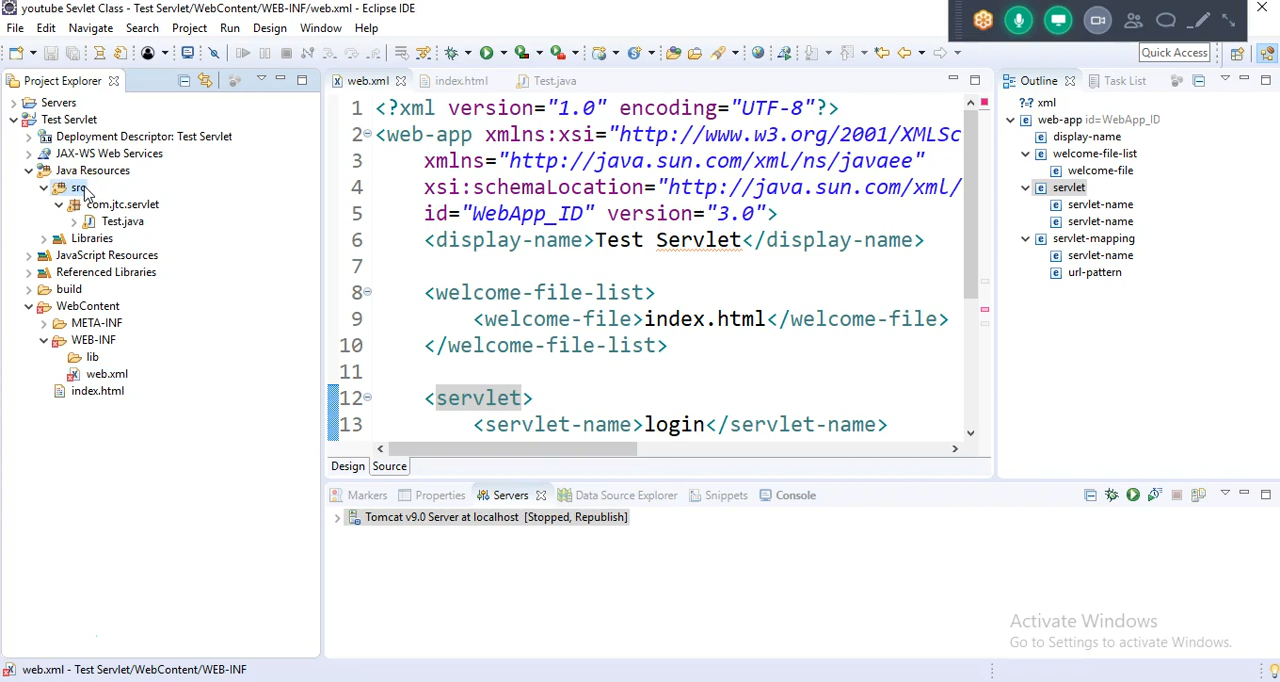 youtube Sevlet Class - Test Servlet/WebContent/WEB-INF/web.xml - Eclipse IDE
File Edit Navigate Search Project Run Design Window Help
Quick Access
Project Explorer
Servers
Test Servlet
Deployment Descriptor: Test Servlet
JAX-WS Web Services
Java Resources
src
com.jtc.servlet
Test.java
Libraries
JavaScript Resources
Referenced Libraries
build
WebContent
META-INF
WEB-INF
lib
web.xml
index.html
web.xml index.html Test.java
1 <?xml version="1.0" encoding="UTF-8"?>
2 <web-app xmlns:xsi="http://www.w3.org/2001/XMLSc
3 xmlns="http://java.sun.com/xml/ns/javaee"
4 xsi:schemaLocation="http://java.sun.com/xml/
5 id="WebApp_ID" version="3.0">
6 <display-name>Test Servlet</display-name>
7
8 <welcome-file-list>
9 <welcome-file>index.html</welcome-file>
10 </welcome-file-list>
11
12 <servlet>
13 <servlet-name>login</servlet-name>
Design Source
Outline Task List
?=? xml
web-app id=WebApp_ID
display-name
welcome-file-list
welcome-file
servlet
servlet-name
servlet-name
servlet-mapping
servlet-name
url-pattern
Markers Properties Servers Data Source Explorer Snippets Console
Tomcat v9.0 Server at localhost [Stopped, Republish]
Activate Windows
Go to Settings to activate Windows.
web.xml - Test Servlet/WebContent/WEB-INF